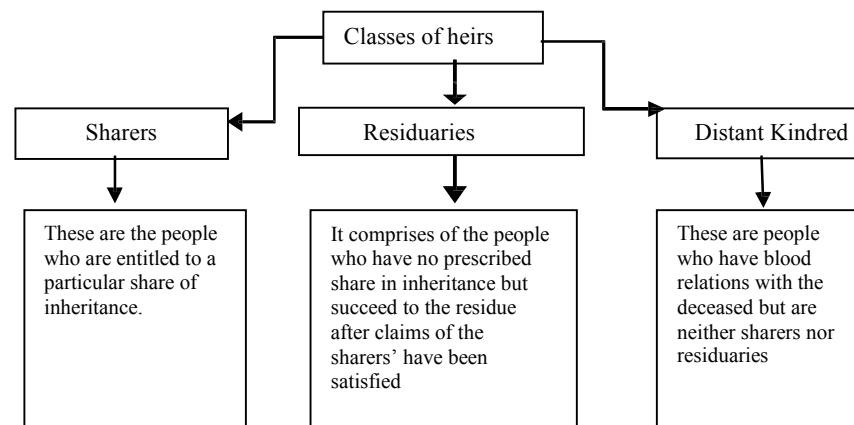 Classes of heirs
Sharers
Residuaries
Distant Kindred
These are the people
who are entitled to a
particular share of
inheritance.
It comprises of the people
who have no prescribed
share in inheritance but
succeed to the residue
after claims of the
sharers’ have been
satisfied
These are people
who have blood
relations with the
deceased but are
neither sharers nor
residuaries